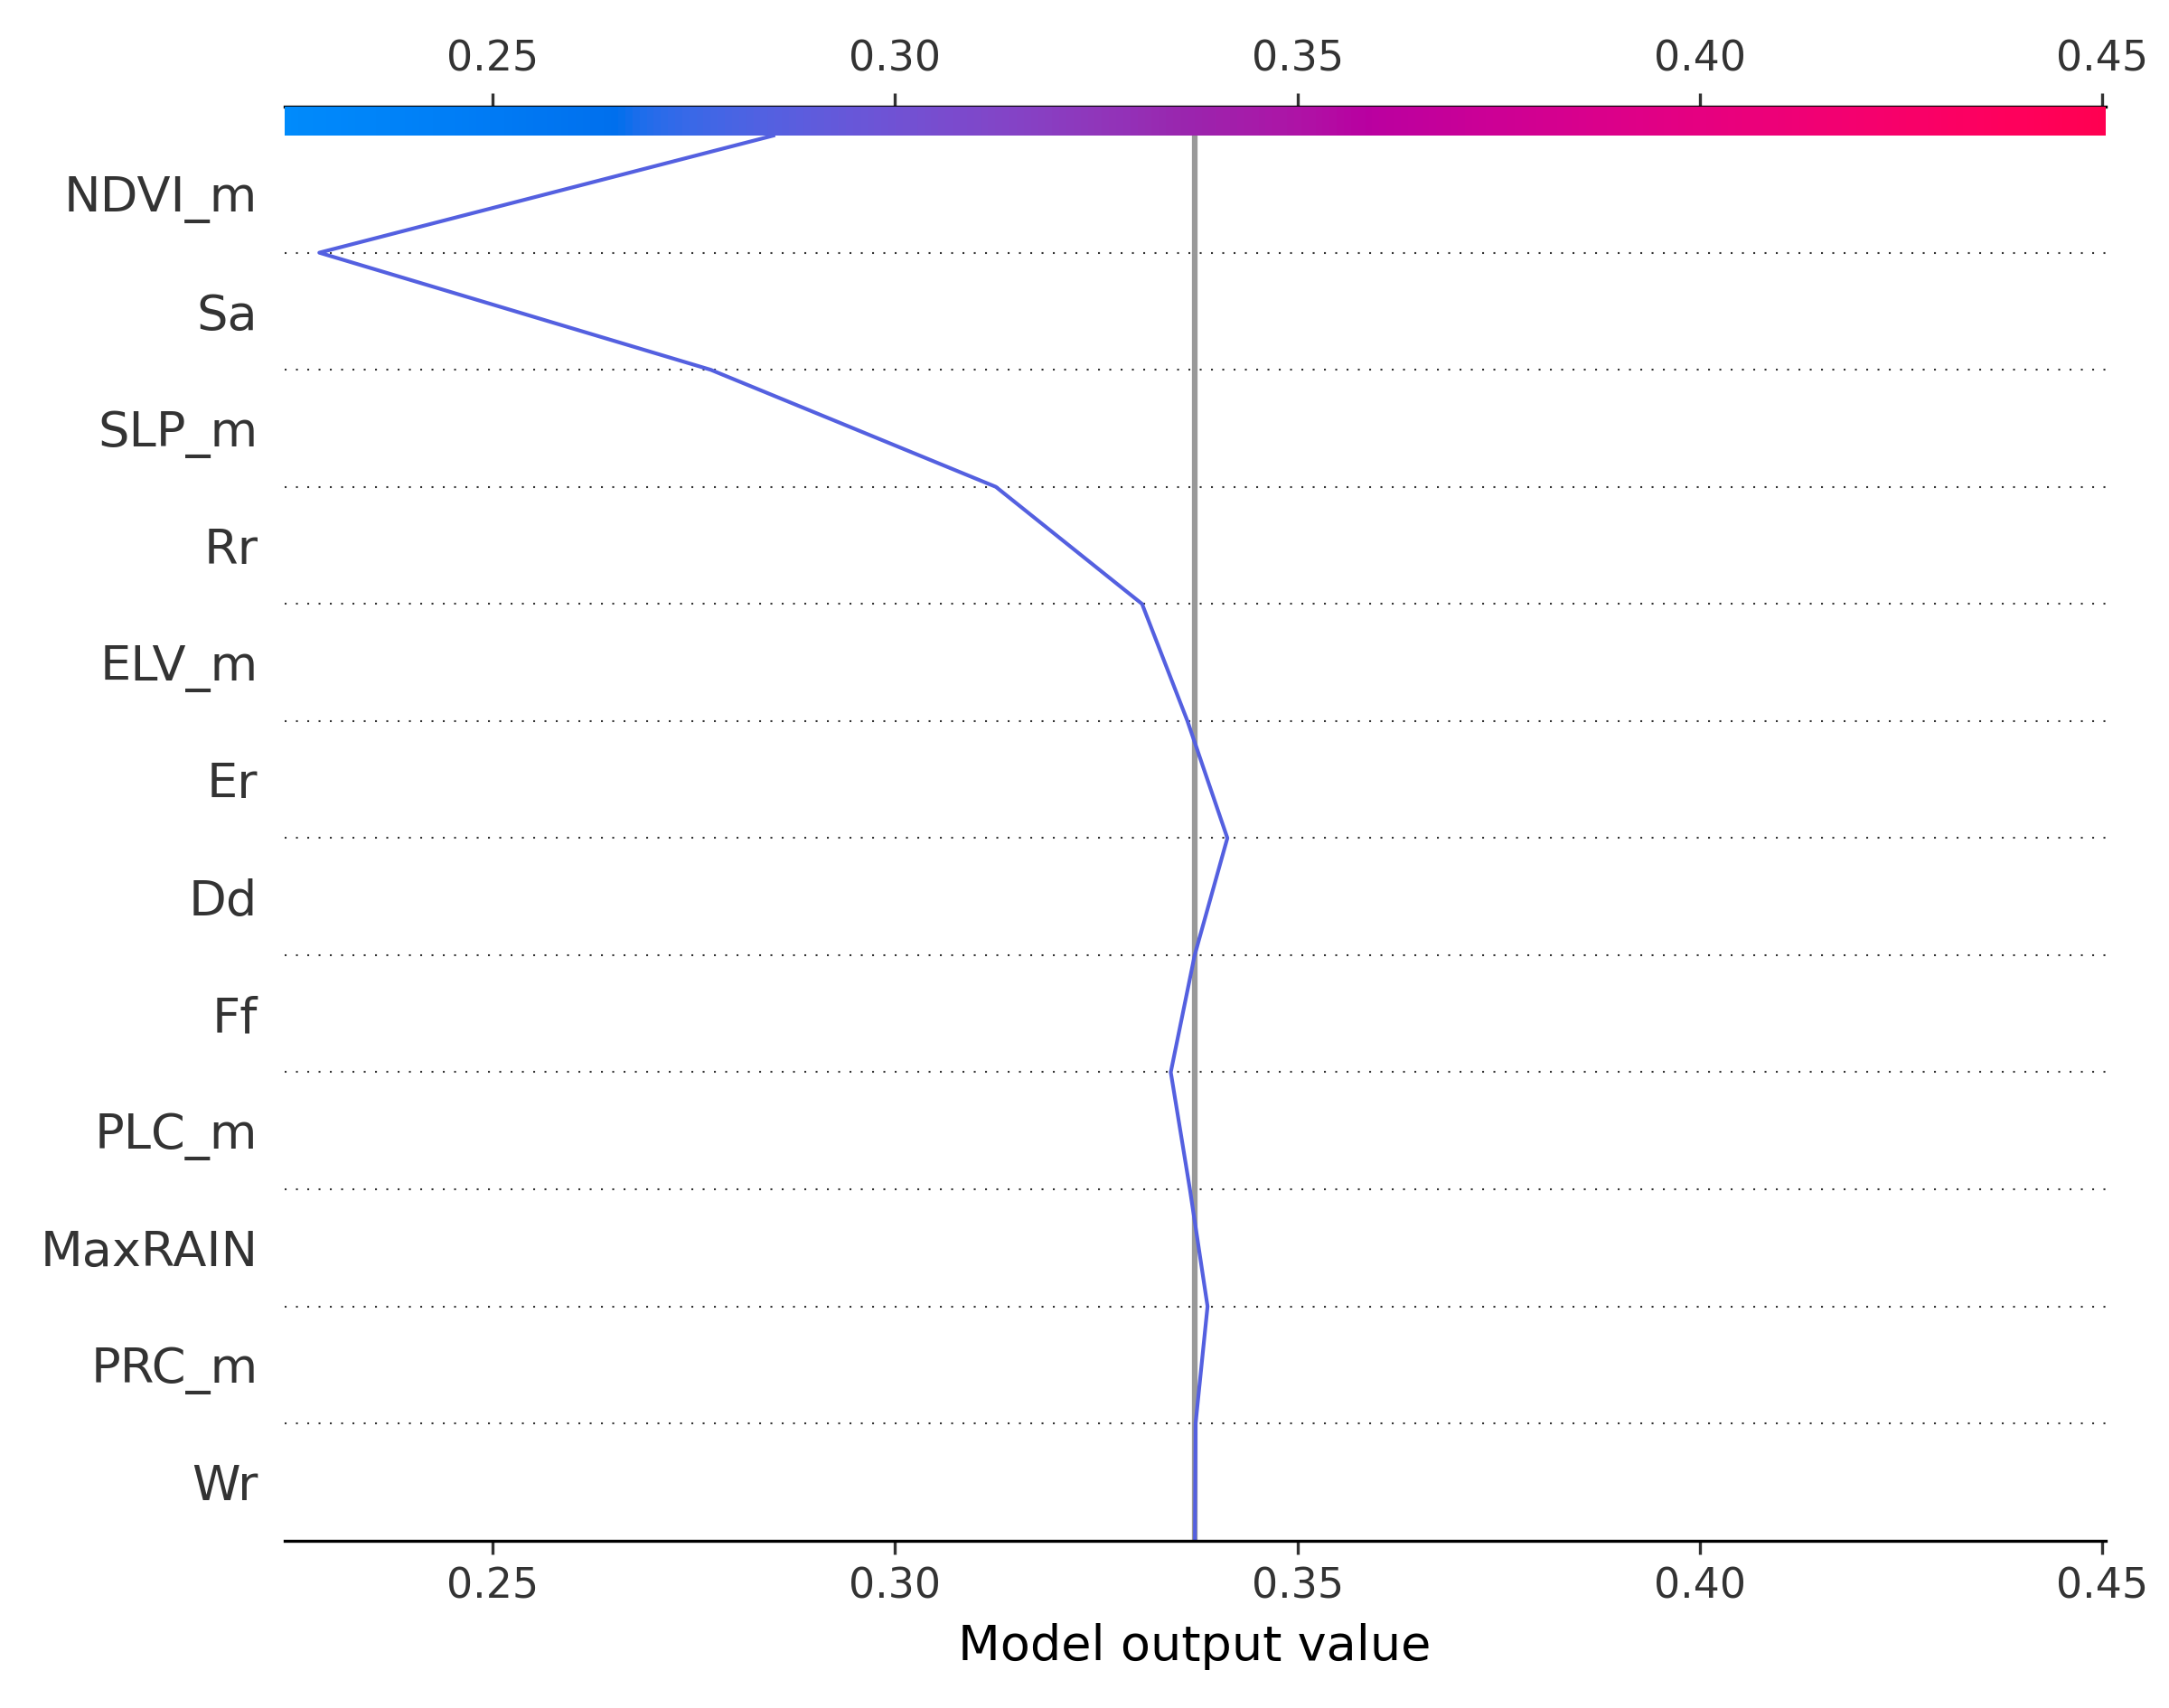 0.25 0.30 0.35 0.40 0.45
NDVI_m
Sa
SLP_m
Rr
ELV_m
Er
Dd
Ff
PLC_m
MaxRAIN
PRC_m
Wr
0.25 0.30 0.35 0.40 0.45
Model output value